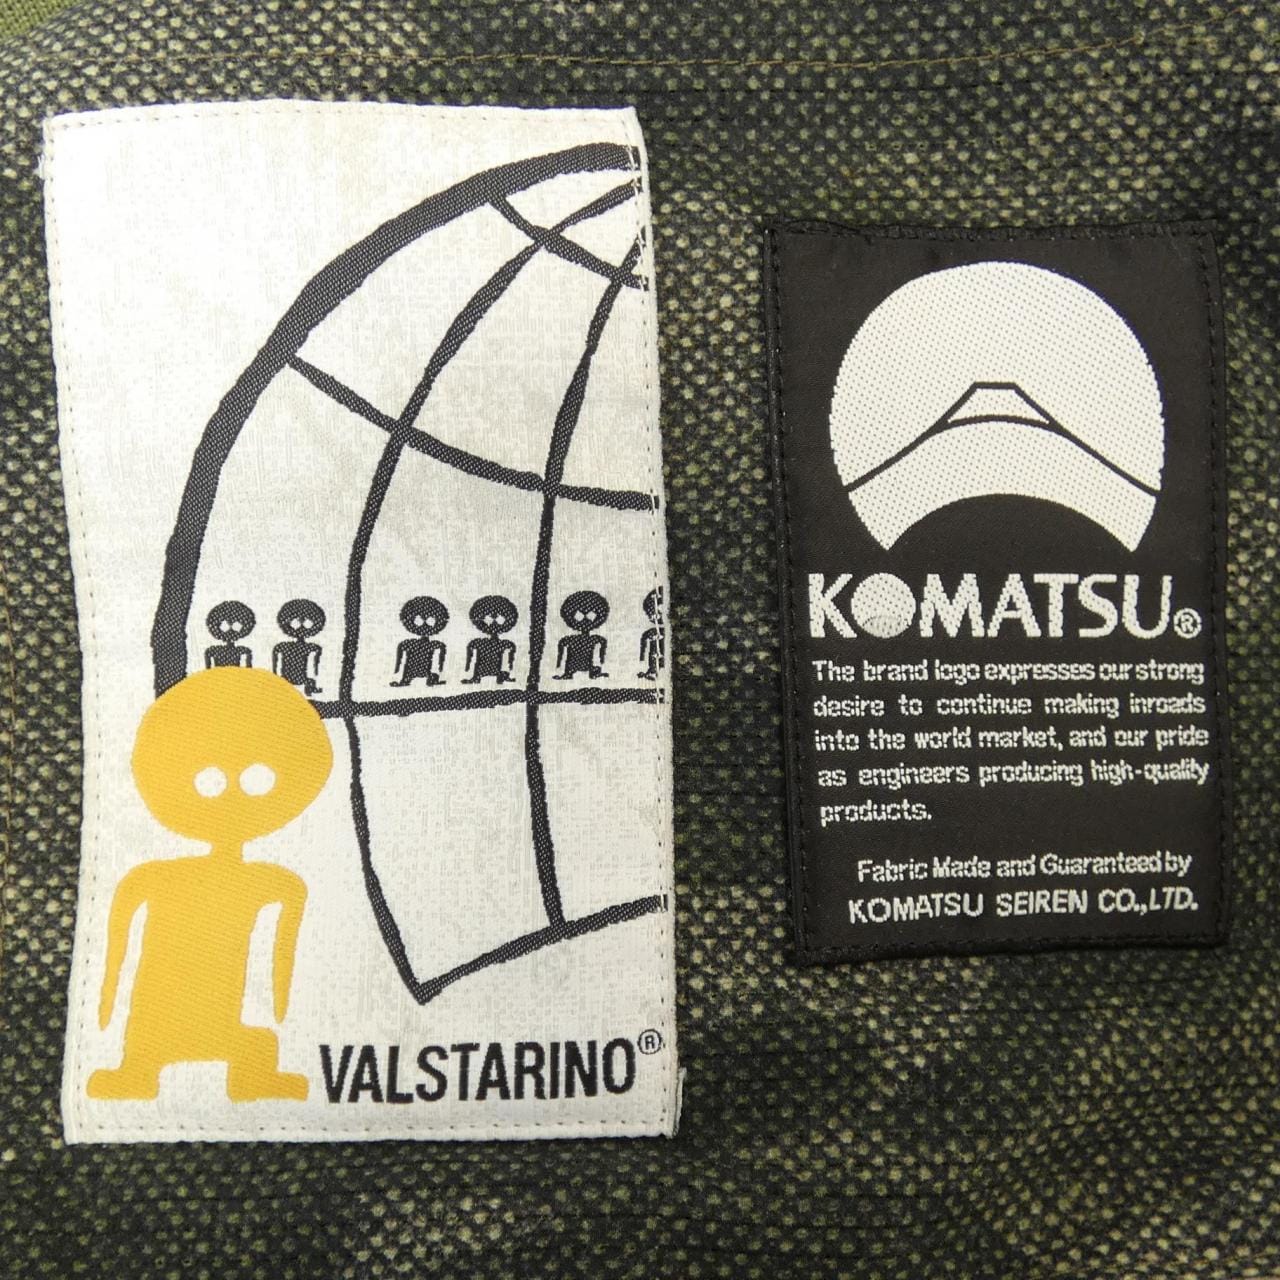 VALSTARINO®
KOMATSU®
The brand logo expresses our strong
desire to continue making inroads
into the world market, and our pride
as engineers producing high-quality
products.
Fabric Made and Guaranteed by
KOMATSU SEIREN CO.,LTD.